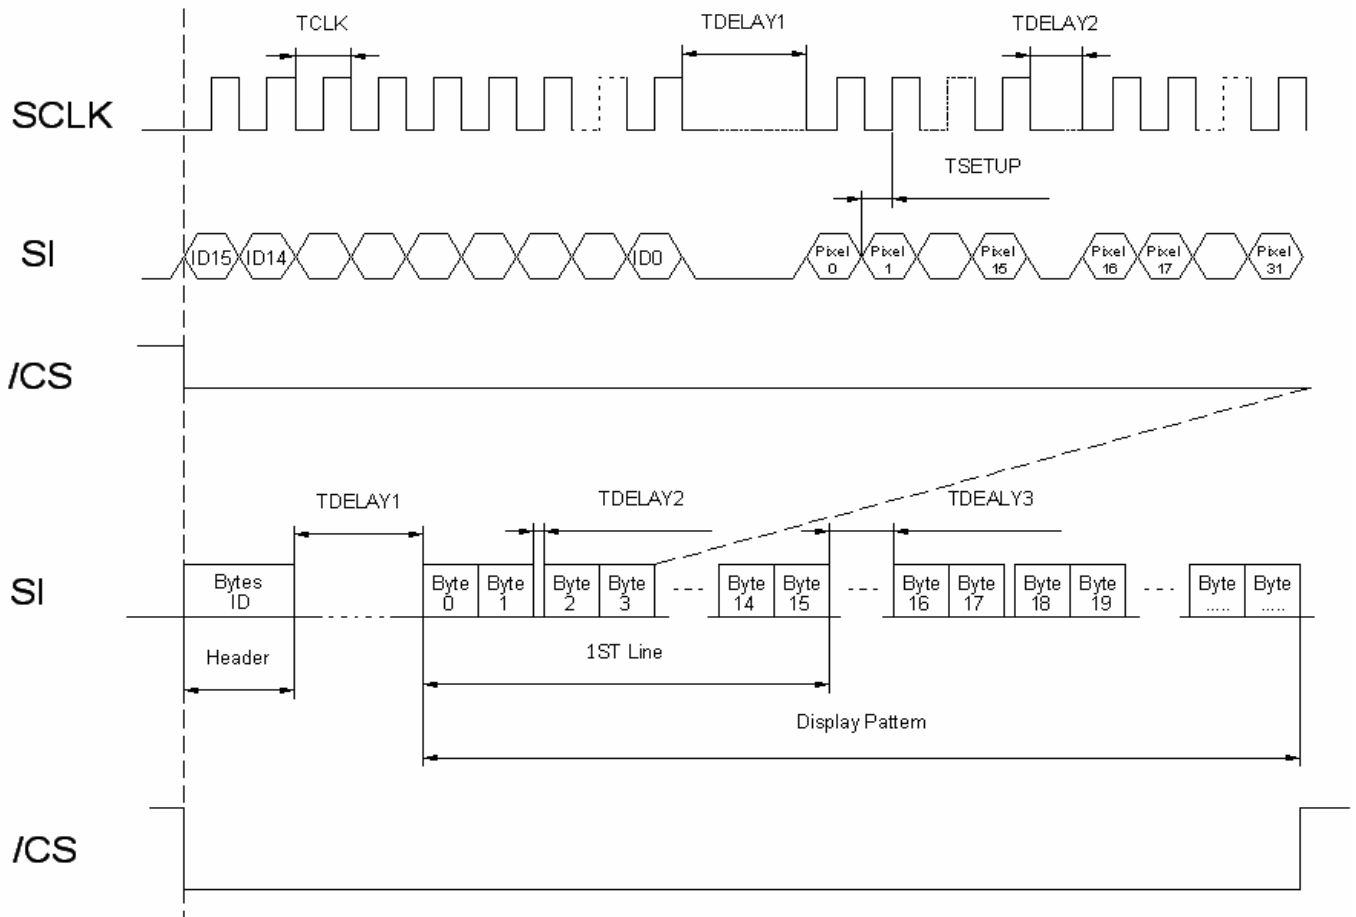 TCLK
TDELAY1
TDELAY2
SCLK
TSETUP
SI
ID15
ID14
ID0
Pixel
0
Pixel
1
Pixel
15
Pixel
16
Pixel
17
Pixel
31
/CS
TDELAY1
TDELAY2
TDEALY3
SI
Bytes
ID
Byte
0
Byte
1
Byte
2
Byte
3
Byte
14
Byte
15
Byte
16
Byte
17
Byte
18
Byte
19
Byte
.....
Byte
.....
Header
1ST Line
Display Pattem
/CS